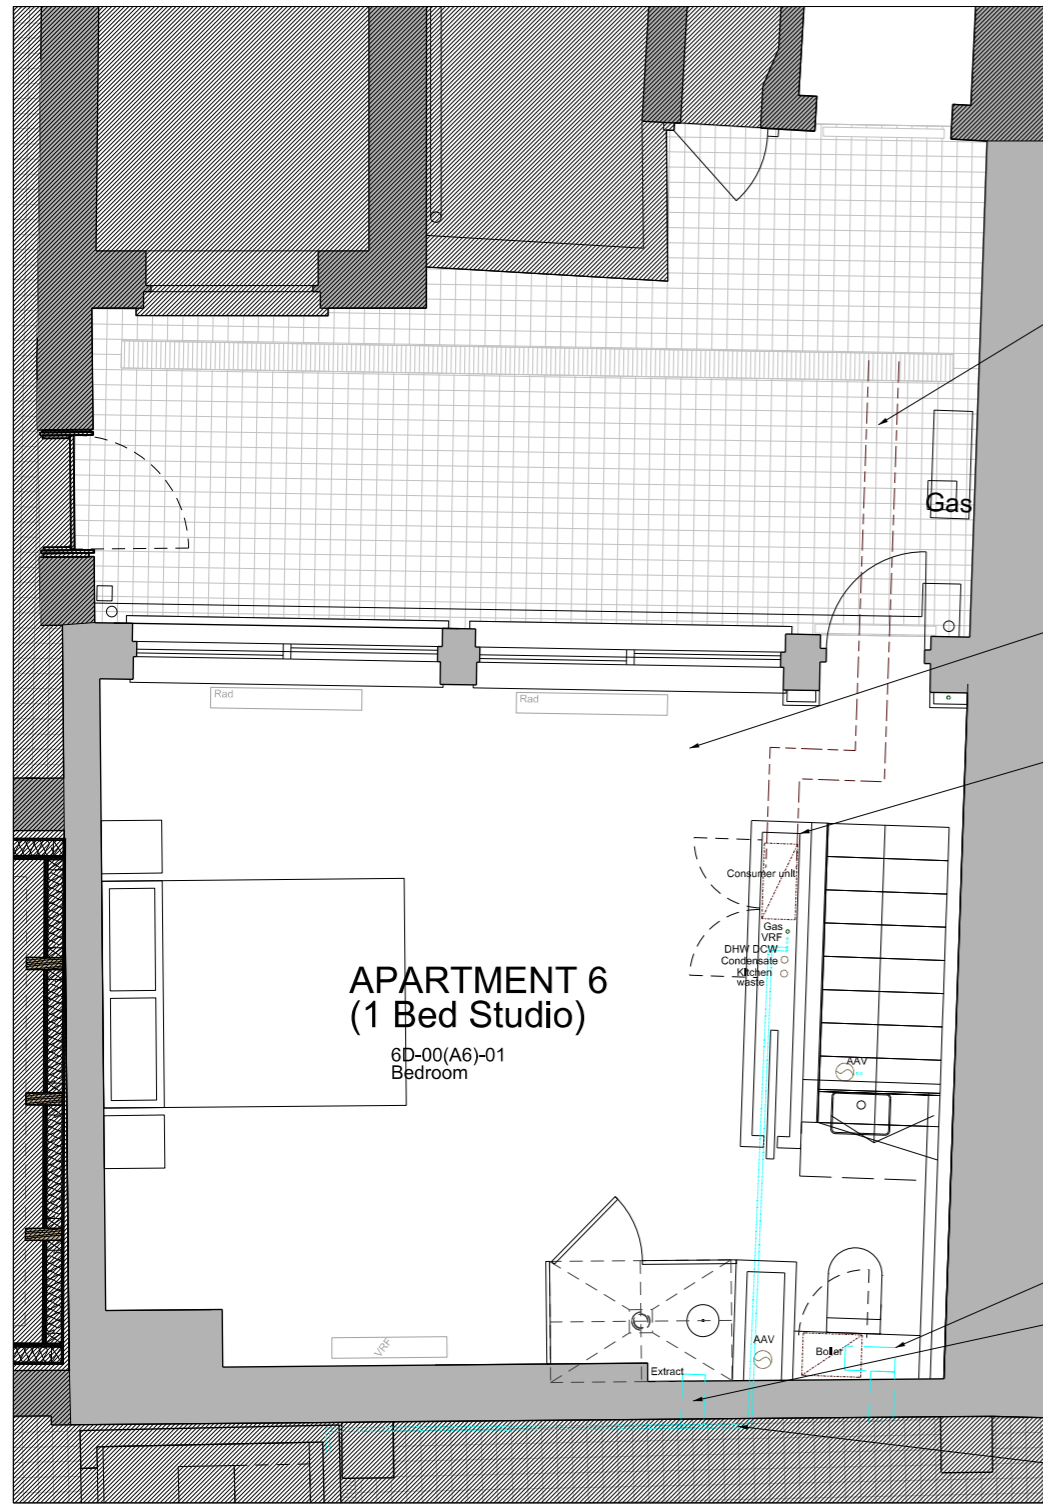 Gas
Rad
Rad
Consumer unit
Gas
VRF
DHW DCW
Condensate
Kitchen
waste
APARTMENT 6
(1 Bed Studio)
6D-00(A6)-01
Bedroom
AAV
VRF
AAV
Boiler
Extract